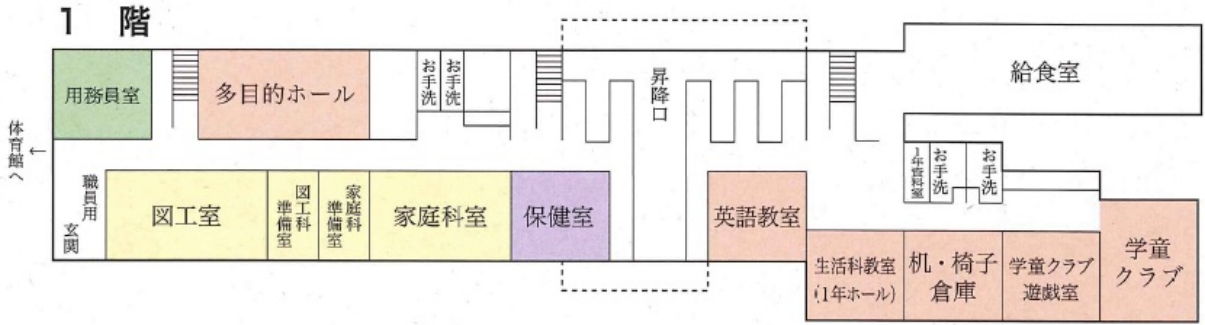 1 階
用務員室
多目的ホール
お手洗
お手洗
昇降口
給食室
体育館へ
←
職員用
玄関
図工室
図工科
準備室
家庭科
準備室
家庭科室
保健室
英語教室
1年資料室
お手洗
お手洗
生活科教室
(1年ホール)
机・椅子
倉庫
学童クラブ
遊戯室
学童
クラブ